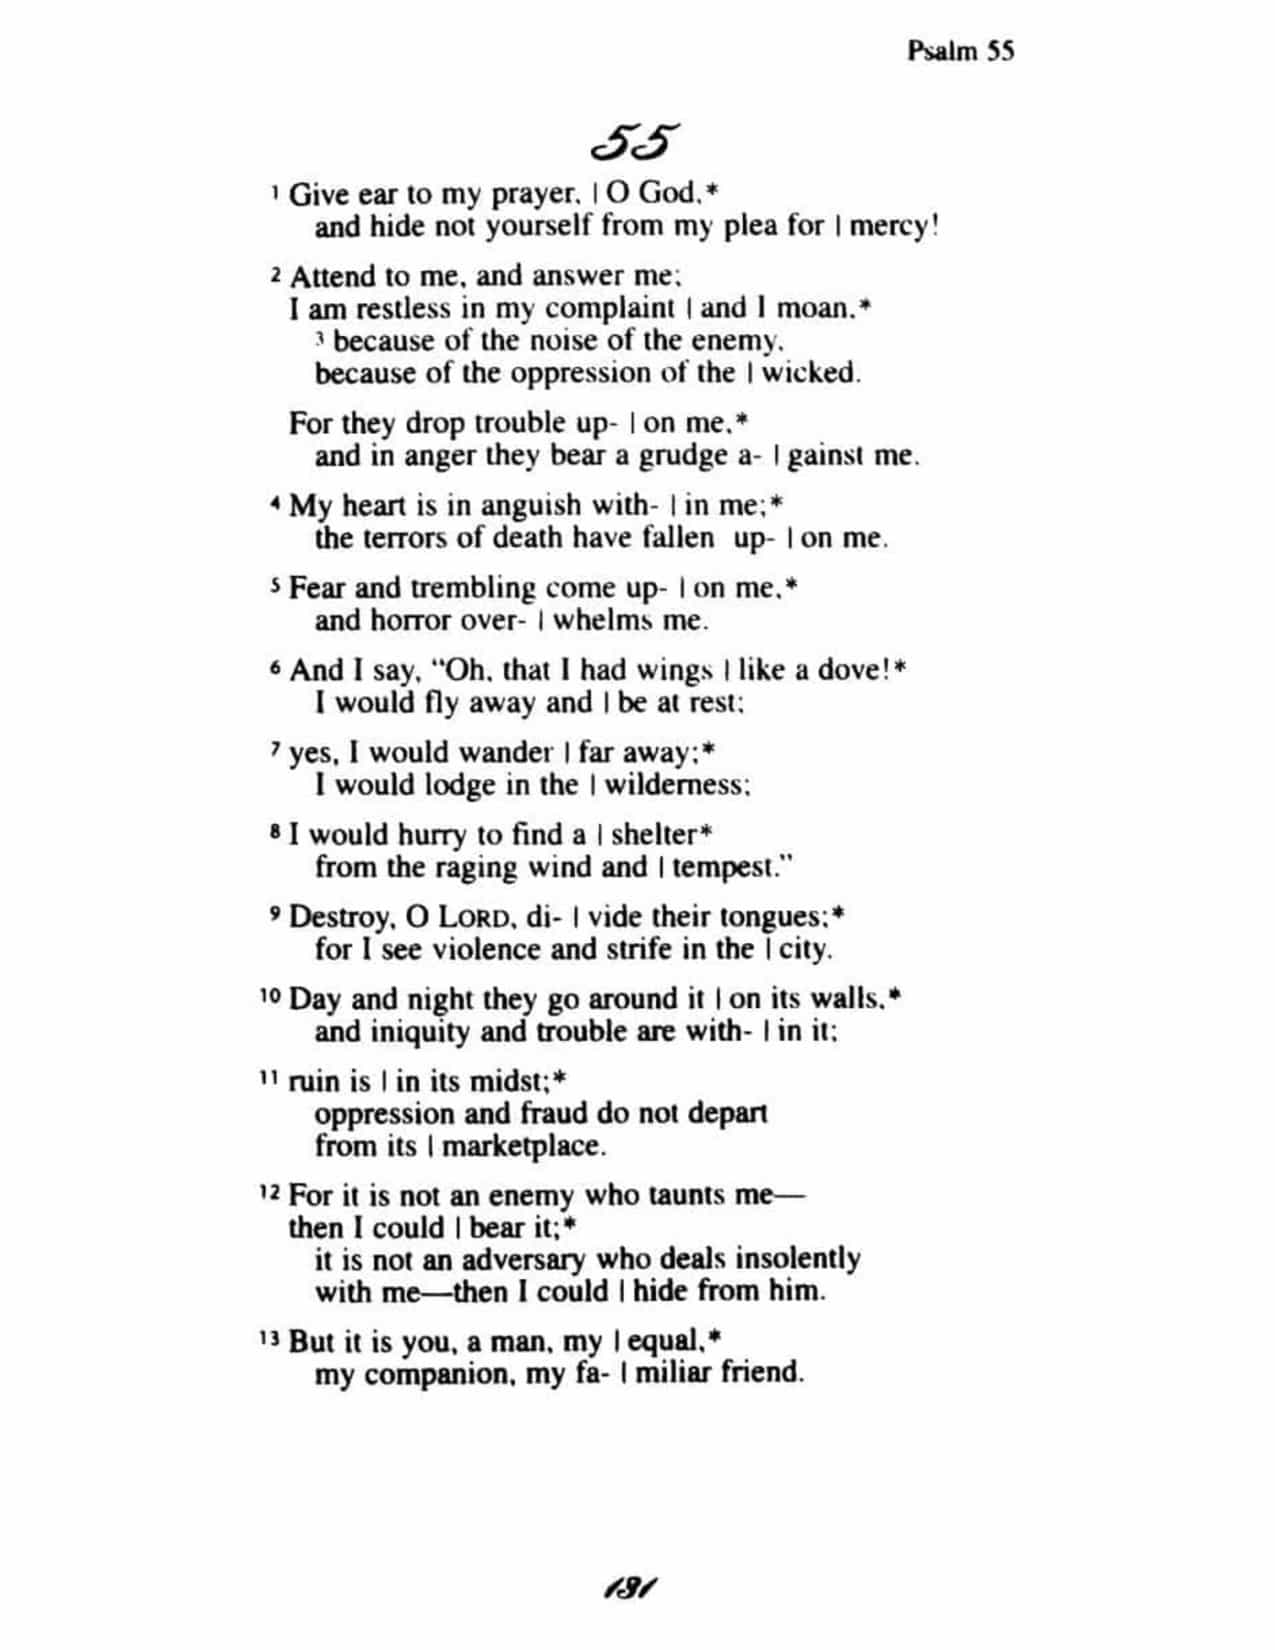 Psalm 55
55
1 Give ear to my prayer, | O God,*
and hide not yourself from my plea for | mercy!
2 Attend to me, and answer me;
I am restless in my complaint | and I moan,*
3 because of the noise of the enemy,
because of the oppression of the | wicked.
For they drop trouble up- | on me,*
and in anger they bear a grudge a- | gainst me.
4 My heart is in anguish with- | in me;*
the terrors of death have fallen up- | on me.
5 Fear and trembling come up- | on me,*
and horror over- | whelms me.
6 And I say, "Oh, that I had wings | like a dove!*
I would fly away and | be at rest;
7 yes, I would wander | far away;*
I would lodge in the | wilderness;
8 I would hurry to find a | shelter*
from the raging wind and | tempest."
9 Destroy, O LORD, di- | vide their tongues;*
for I see violence and strife in the | city.
10 Day and night they go around it | on its walls,*
and iniquity and trouble are with- | in it;
11 ruin is | in its midst;*
oppression and fraud do not depart
from its | marketplace.
12 For it is not an enemy who taunts me—
then I could | bear it;*
it is not an adversary who deals insolently
with me—then I could | hide from him.
13 But it is you, a man, my | equal,*
my companion, my fa- | miliar friend.
131